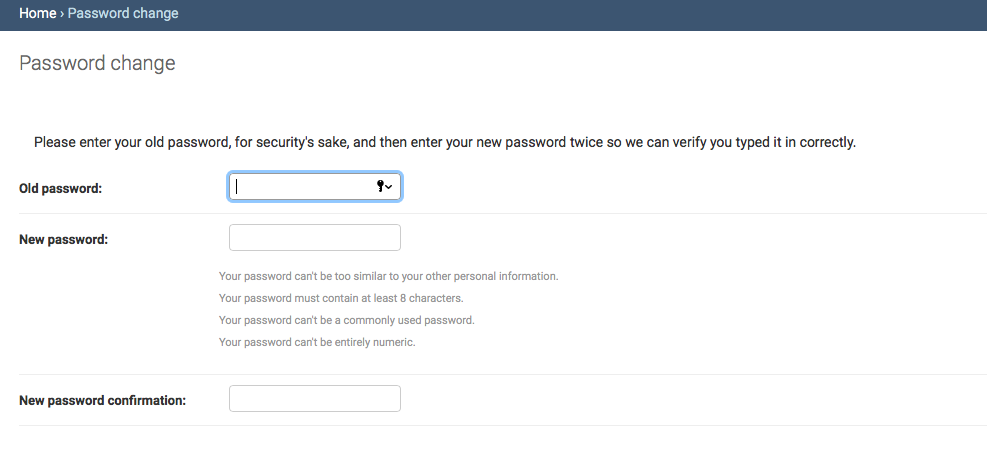 Home › Password change
Password change
Please enter your old password, for security's sake, and then enter your new password twice so we can verify you typed it in correctly.
Old password:
New password:
Your password can't be too similar to your other personal information.
Your password must contain at least 8 characters.
Your password can't be a commonly used password.
Your password can't be entirely numeric.
New password confirmation: